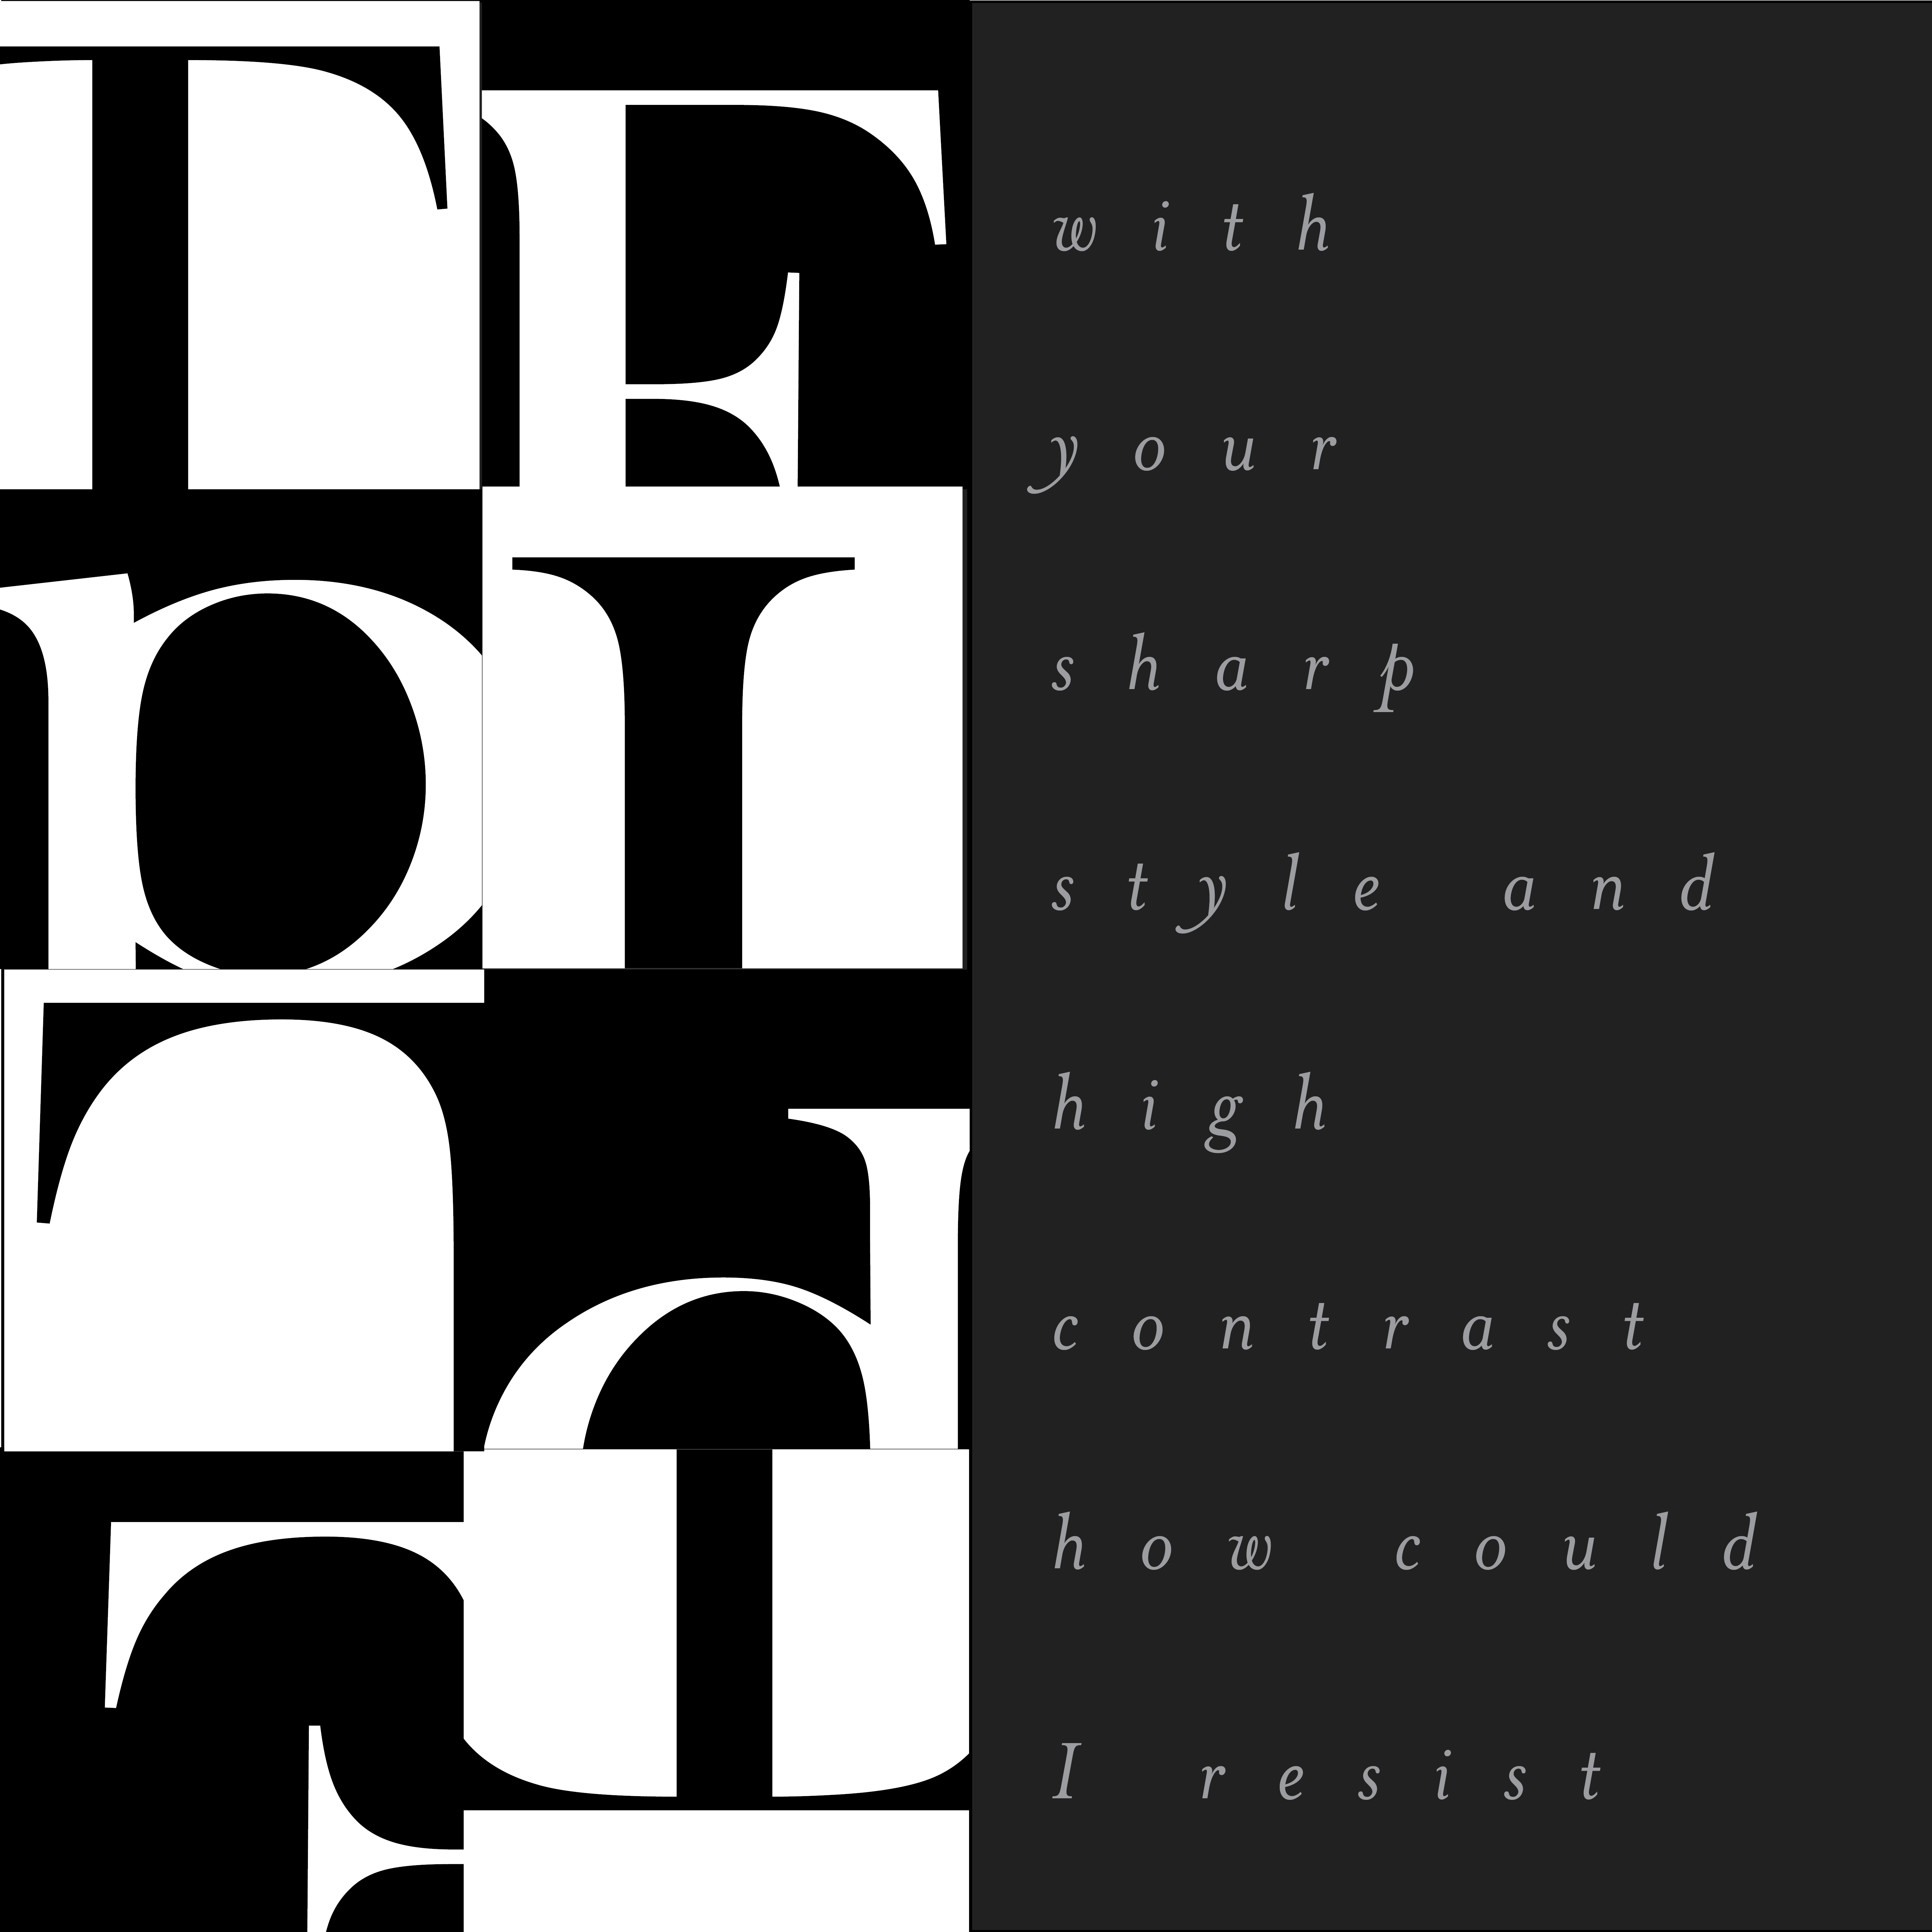 with
your
sharp
style and
high
contrast
how could
I resist